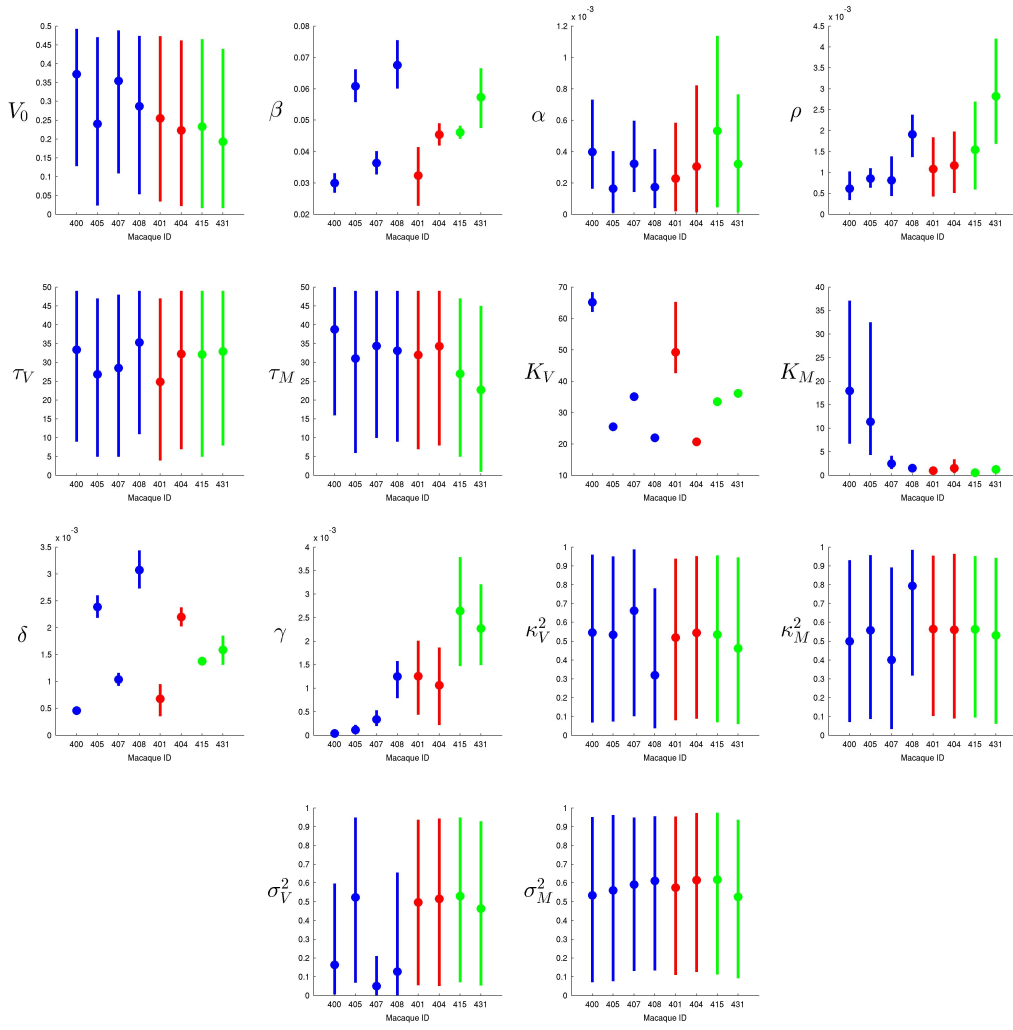 x 10⁻³ x 10⁻³
0.5 0.45 0.4 0.35 0.3 0.25 0.2 0.15 0.1 0.05 0
V₀
400 405 407 408 401 404 415 431
Macaque ID
0.08 0.07 0.06 0.05 0.04 0.03 0.02
β
400 405 407 408 401 404 415 431
Macaque ID
1.2 1 0.8 0.6 0.4 0.2 0
α
400 405 407 408 401 404 415 431
Macaque ID
4.5 4 3.5 3 2.5 2 1.5 1 0.5 0
ρ
400 405 407 408 401 404 415 431
Macaque ID
50 45 40 35 30 25 20 15 10 5 0
τ_V
400 405 407 408 401 404 415 431
Macaque ID
50 45 40 35 30 25 20 15 10 5 0
τ_M
400 405 407 408 401 404 415 431
Macaque ID
70 60 50 40 30 20 10
K_V
400 405 407 408 401 404 415 431
Macaque ID
40 35 30 25 20 15 10 5 0
K_M
400 405 407 408 401 404 415 431
Macaque ID
x 10⁻³
3.5 3 2.5 2 1.5 1 0.5 0
δ
400 405 407 408 401 404 415 431
Macaque ID
x 10⁻³
4 3.5 3 2.5 2 1.5 1 0.5 0
γ
400 405 407 408 401 404 415 431
Macaque ID
1 0.9 0.8 0.7 0.6 0.5 0.4 0.3 0.2 0.1 0
κ²_V
400 405 407 408 401 404 415 431
Macaque ID
1 0.9 0.8 0.7 0.6 0.5 0.4 0.3 0.2 0.1 0
κ²_M
400 405 407 408 401 404 415 431
Macaque ID
1 0.9 0.8 0.7 0.6 0.5 0.4 0.3 0.2 0.1 0
σ²_V
400 405 407 408 401 404 415 431
Macaque ID
1 0.9 0.8 0.7 0.6 0.5 0.4 0.3 0.2 0.1 0
σ²_M
400 405 407 408 401 404 415 431
Macaque ID